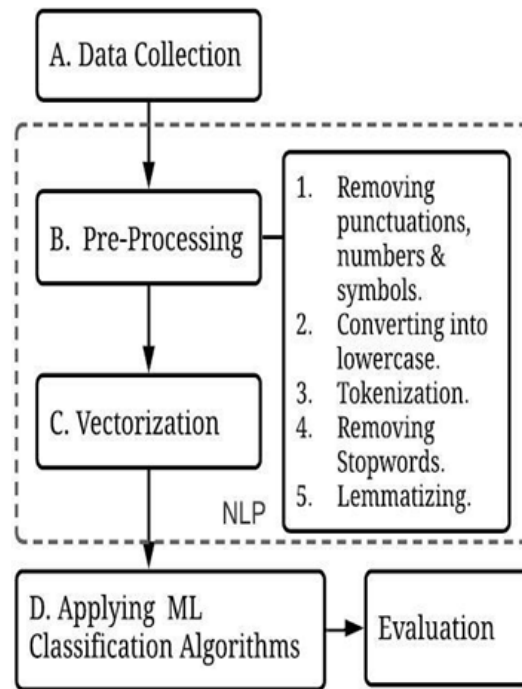 A. Data Collection
B. Pre-Processing
1. Removing
punctuations,
numbers &
symbols.
2. Converting into
lowercase.
3. Tokenization.
4. Removing
Stopwords.
5. Lemmatizing.
C. Vectorization
NLP
D. Applying ML
Classification Algorithms
Evaluation